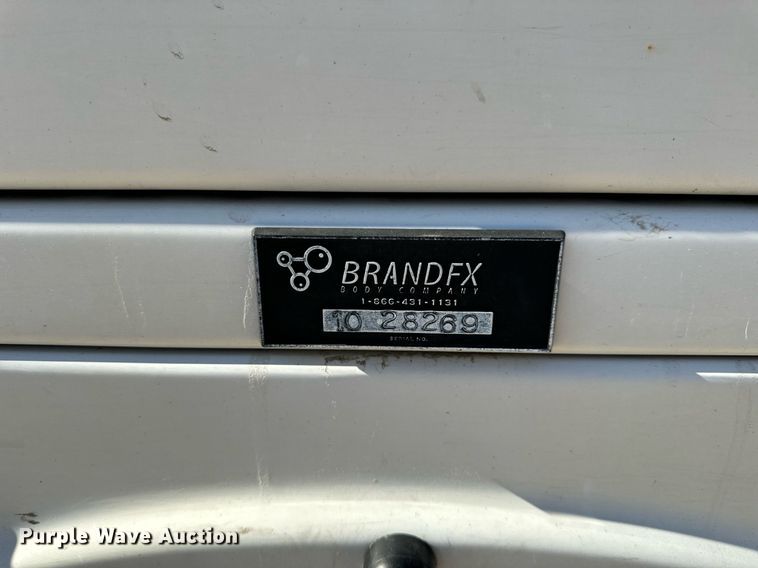 BRANDFX
BODY COMPANY
1-866-431-1131
10 28269
SERIAL NO.
Purple Wave Auction